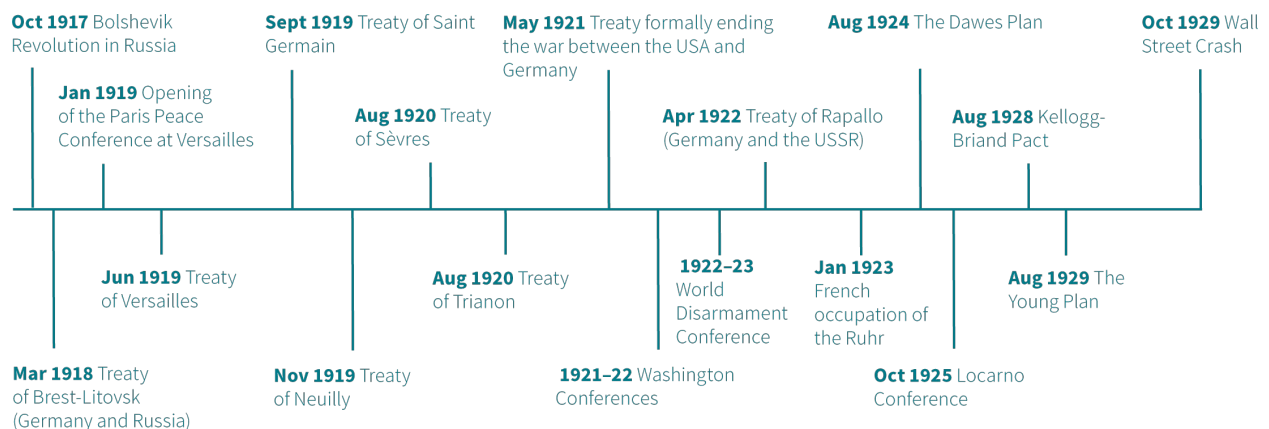 Oct 1917 Bolshevik
Revolution in Russia
Sept 1919 Treaty of Saint
Germain
May 1921 Treaty formally ending
the war between the USA and
Germany
Aug 1924 The Dawes Plan
Oct 1929 Wall
Street Crash
Jan 1919 Opening
of the Paris Peace
Conference at Versailles
Aug 1920 Treaty
of Sèvres
Apr 1922 Treaty of Rapallo
(Germany and the USSR)
Aug 1928 Kellogg-
Briand Pact
Jun 1919 Treaty
of Versailles
Aug 1920 Treaty
of Trianon
1922–23
World
Disarmament
Conference
Jan 1923
French
occupation of
the Ruhr
Aug 1929 The
Young Plan
Mar 1918 Treaty
of Brest-Litovsk
(Germany and Russia)
Nov 1919 Treaty
of Neuilly
1921–22 Washington
Conferences
Oct 1925 Locarno
Conference